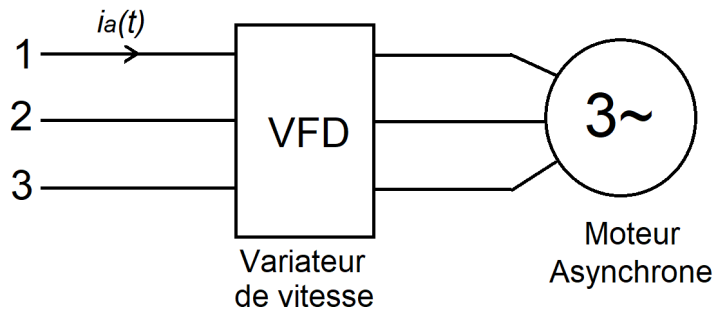 ia(t)
1
2
3
VFD
3~
Variateur
de vitesse
Moteur
Asynchrone